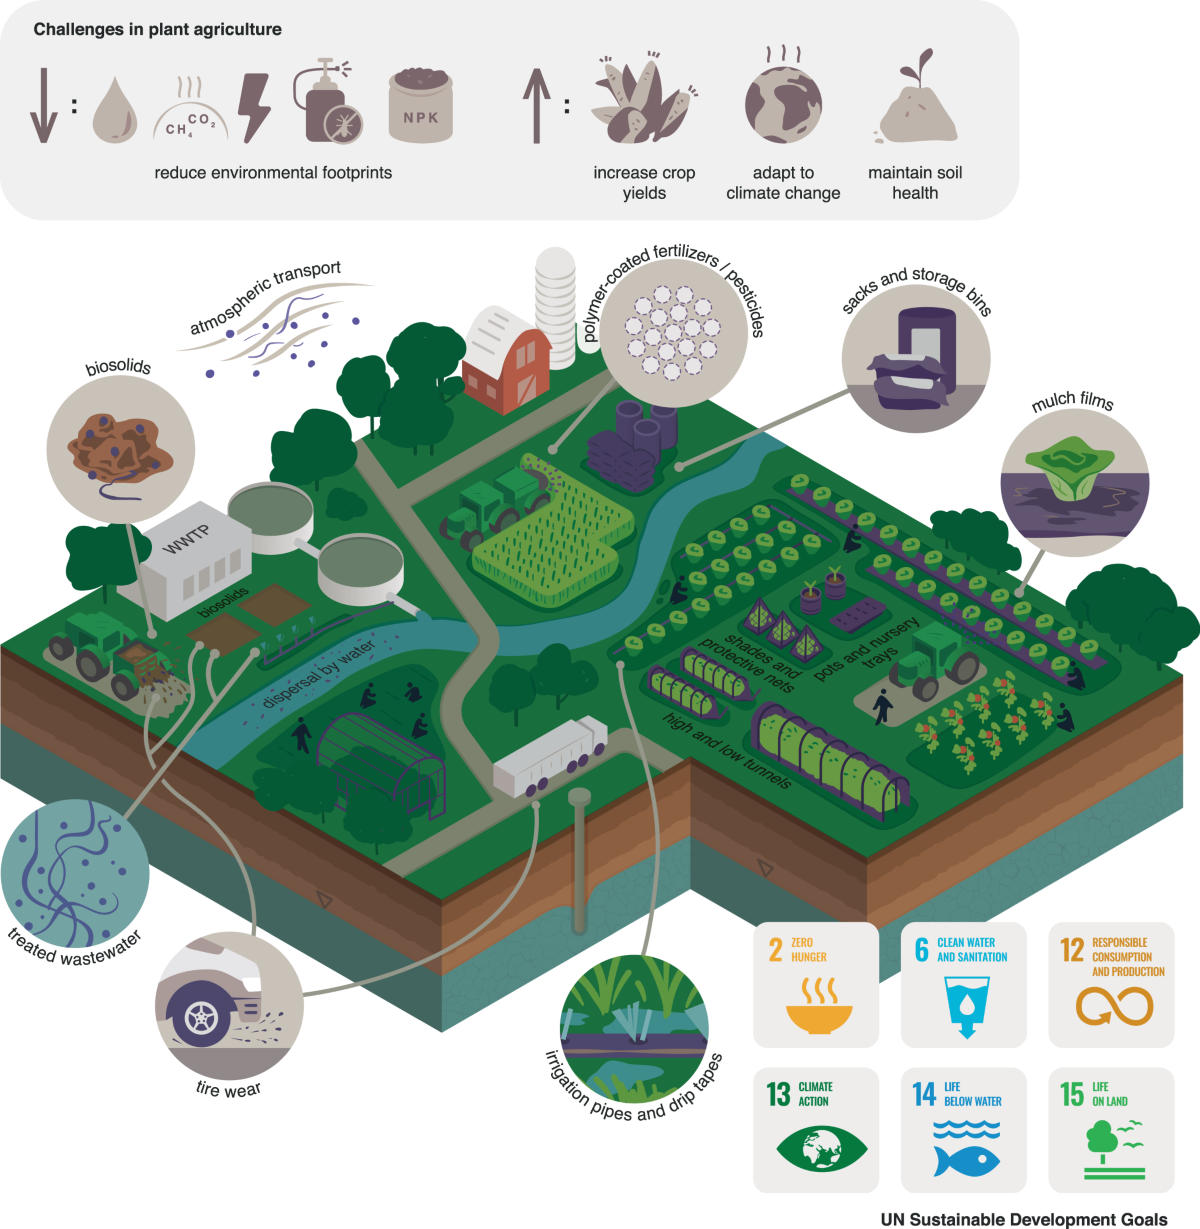 Challenges in plant agriculture
:
CH4
CO2
NPK
reduce environmental footprints
:
increase crop
yields
adapt to
climate change
maintain soil
health
atmospheric transport
polymer-coated fertilizers / pesticides
sacks and storage bins
biosolids
mulch films
WWTP
biosolids
dispersal by water
shades and
protective nets
pots and nursery
trays
high and low tunnels
treated wastewater
tire wear
irrigation pipes and drip tapes
2 ZERO
HUNGER
6 CLEAN WATER
AND SANITATION
12 RESPONSIBLE
CONSUMPTION
AND PRODUCTION
13 CLIMATE
ACTION
14 LIFE
BELOW WATER
15 LIFE
ON LAND
UN Sustainable Development Goals